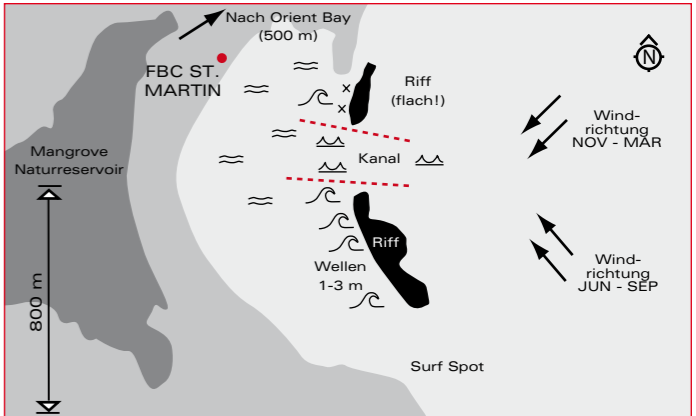 Nach Orient Bay
(500 m)
N
FBC ST.
MARTIN
Riff
(flach!)
Wind-
richtung
NOV - MAR
Kanal
Mangrove
Naturreservoir
Riff
Wellen
1-3 m
Wind-
richtung
JUN - SEP
800 m
Surf Spot